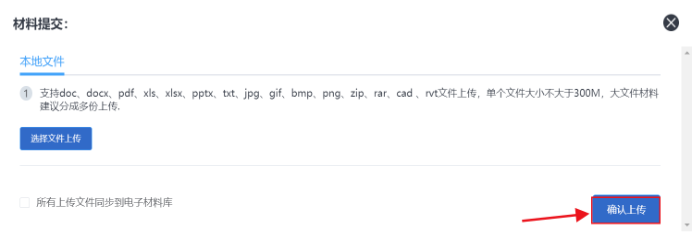 材料提交：
本地文件
1 支持doc、docx、pdf、xls、xlsx、pptx、txt、jpg、gif、bmp、png、zip、rar、cad 、rvt文件上传，单个文件大小不大于300M，大文件材料
建议分成多份上传.
选择文件上传
所有上传文件同步到电子材料库
确认上传